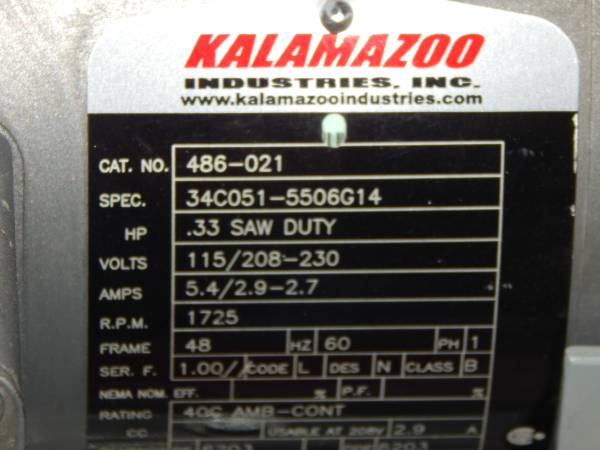 KALAMAZOO
INDUSTRIES, INC.
www.kalamazooindustries.com
CAT. NO. 486-021
SPEC. 34C051-5506G14
HP .33 SAW DUTY
VOLTS 115/208-230
AMPS 5.4/2.9-2.7
R.P.M. 1725
FRAME 48 HZ 60 PH 1
SER. F. 1.00/ CODE L DES N CLASS B
NEMA NOM. EFF. % P.F. %
RATING 40C AMB-CONT
CC USABLE AT 208V 2.9 A
6203 6203